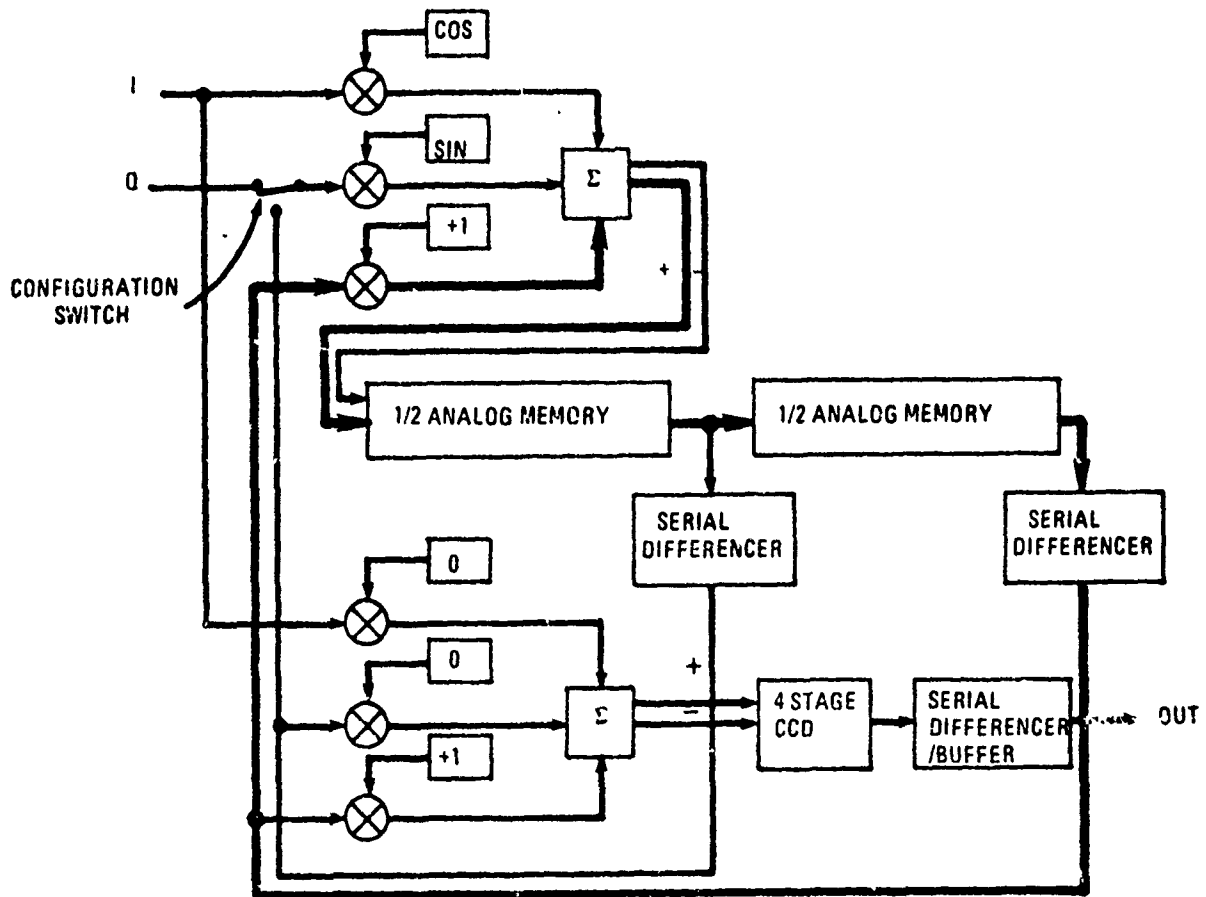 COS
I
SIN
Q
Σ
+1
+ −
CONFIGURATION
SWITCH
1/2 ANALOG MEMORY
1/2 ANALOG MEMORY
SERIAL
DIFFERENCER
SERIAL
DIFFERENCER
0
0
+
Σ
−
4 STAGE
CCD
SERIAL
DIFFERENCER
/BUFFER
OUT
+1